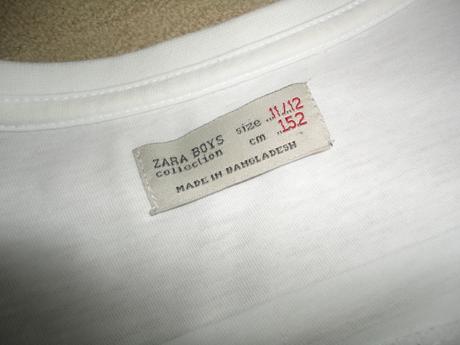 ZARA BOYS size 11/12
collection cm 152
MADE IN BANGLADESH